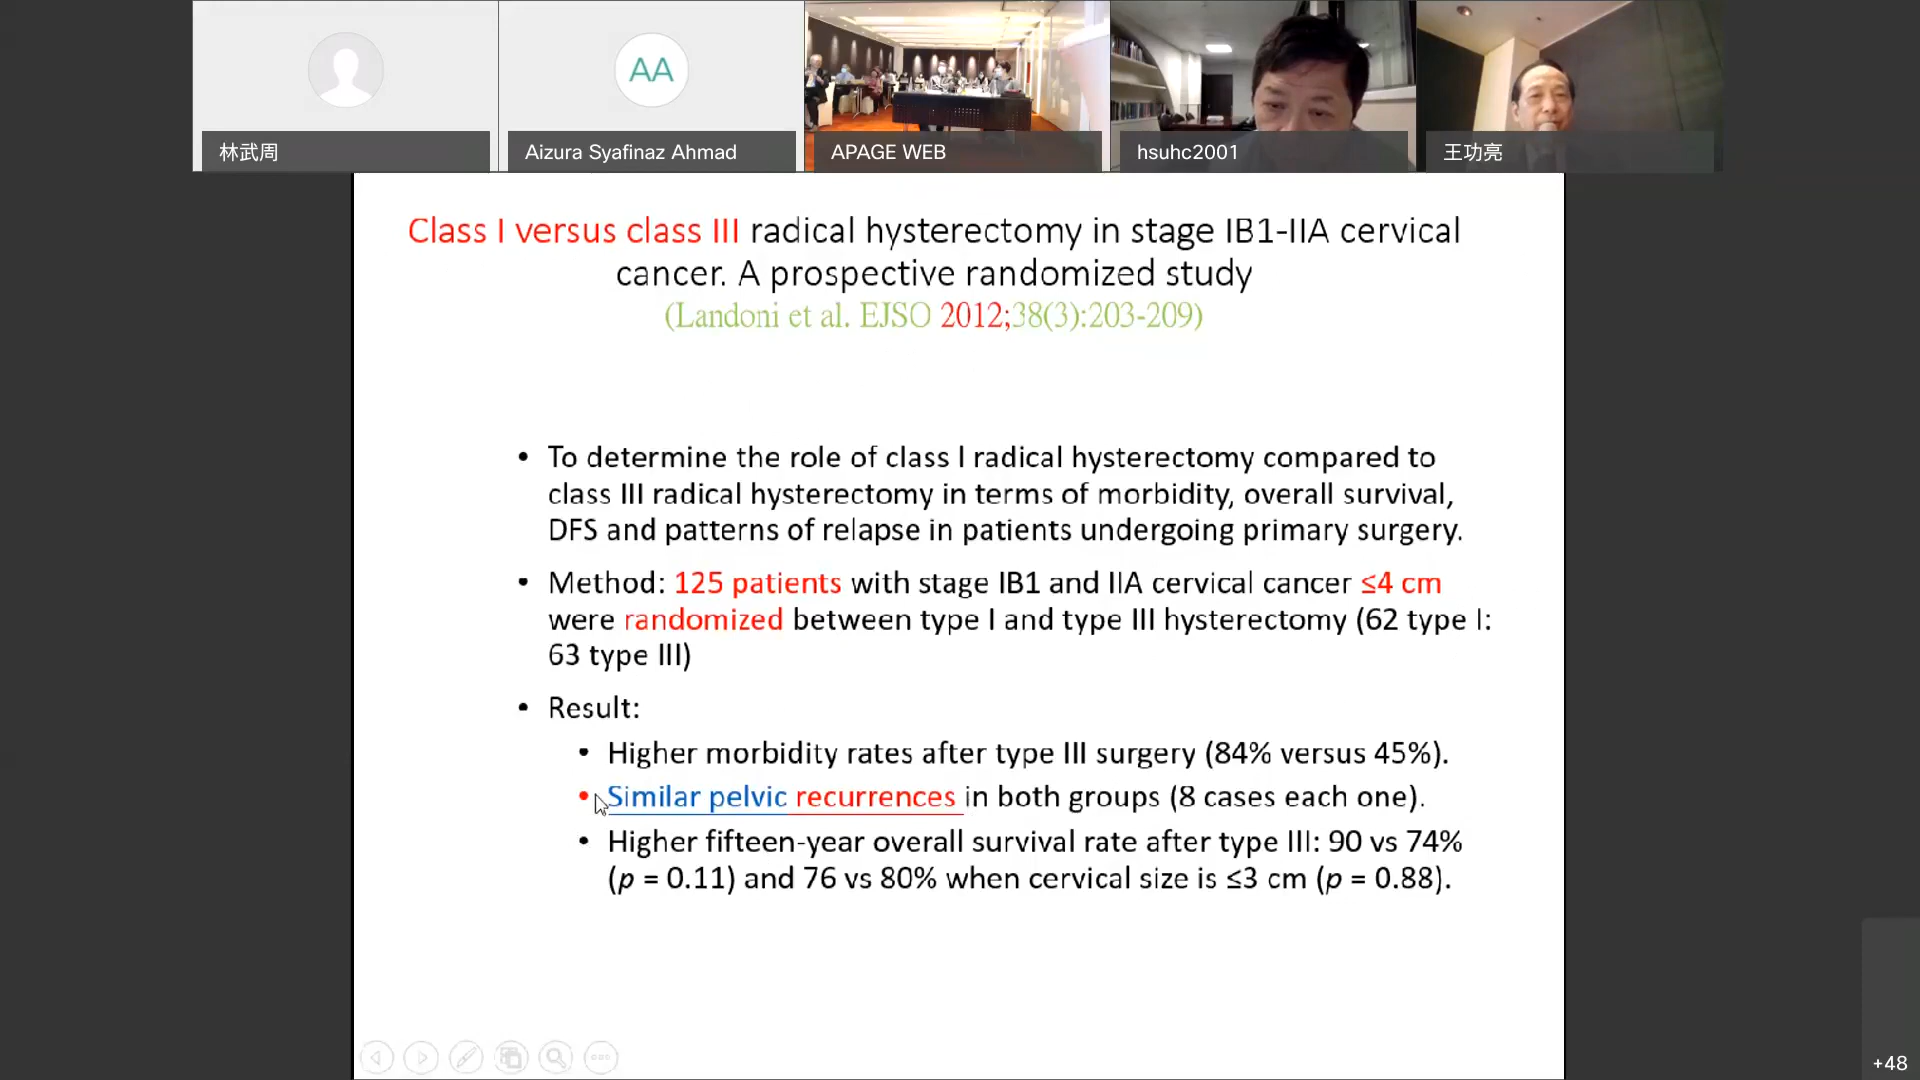 林武周
AA
Aizura Syafinaz Ahmad
APAGE WEB
hsuhc2001
王功亮
Class I versus class III radical hysterectomy in stage IB1-IIA cervical
cancer. A prospective randomized study
(Landoni et al. EJSO 2012;38(3):203-209)
• To determine the role of class I radical hysterectomy compared to
class III radical hysterectomy in terms of morbidity, overall survival,
DFS and patterns of relapse in patients undergoing primary surgery.
• Method: 125 patients with stage IB1 and IIA cervical cancer ≤4 cm
were randomized between type I and type III hysterectomy (62 type I:
63 type III)
• Result:
• Higher morbidity rates after type III surgery (84% versus 45%).
• Similar pelvic recurrences in both groups (8 cases each one).
• Higher fifteen-year overall survival rate after type III: 90 vs 74%
(p = 0.11) and 76 vs 80% when cervical size is ≤3 cm (p = 0.88).
+48